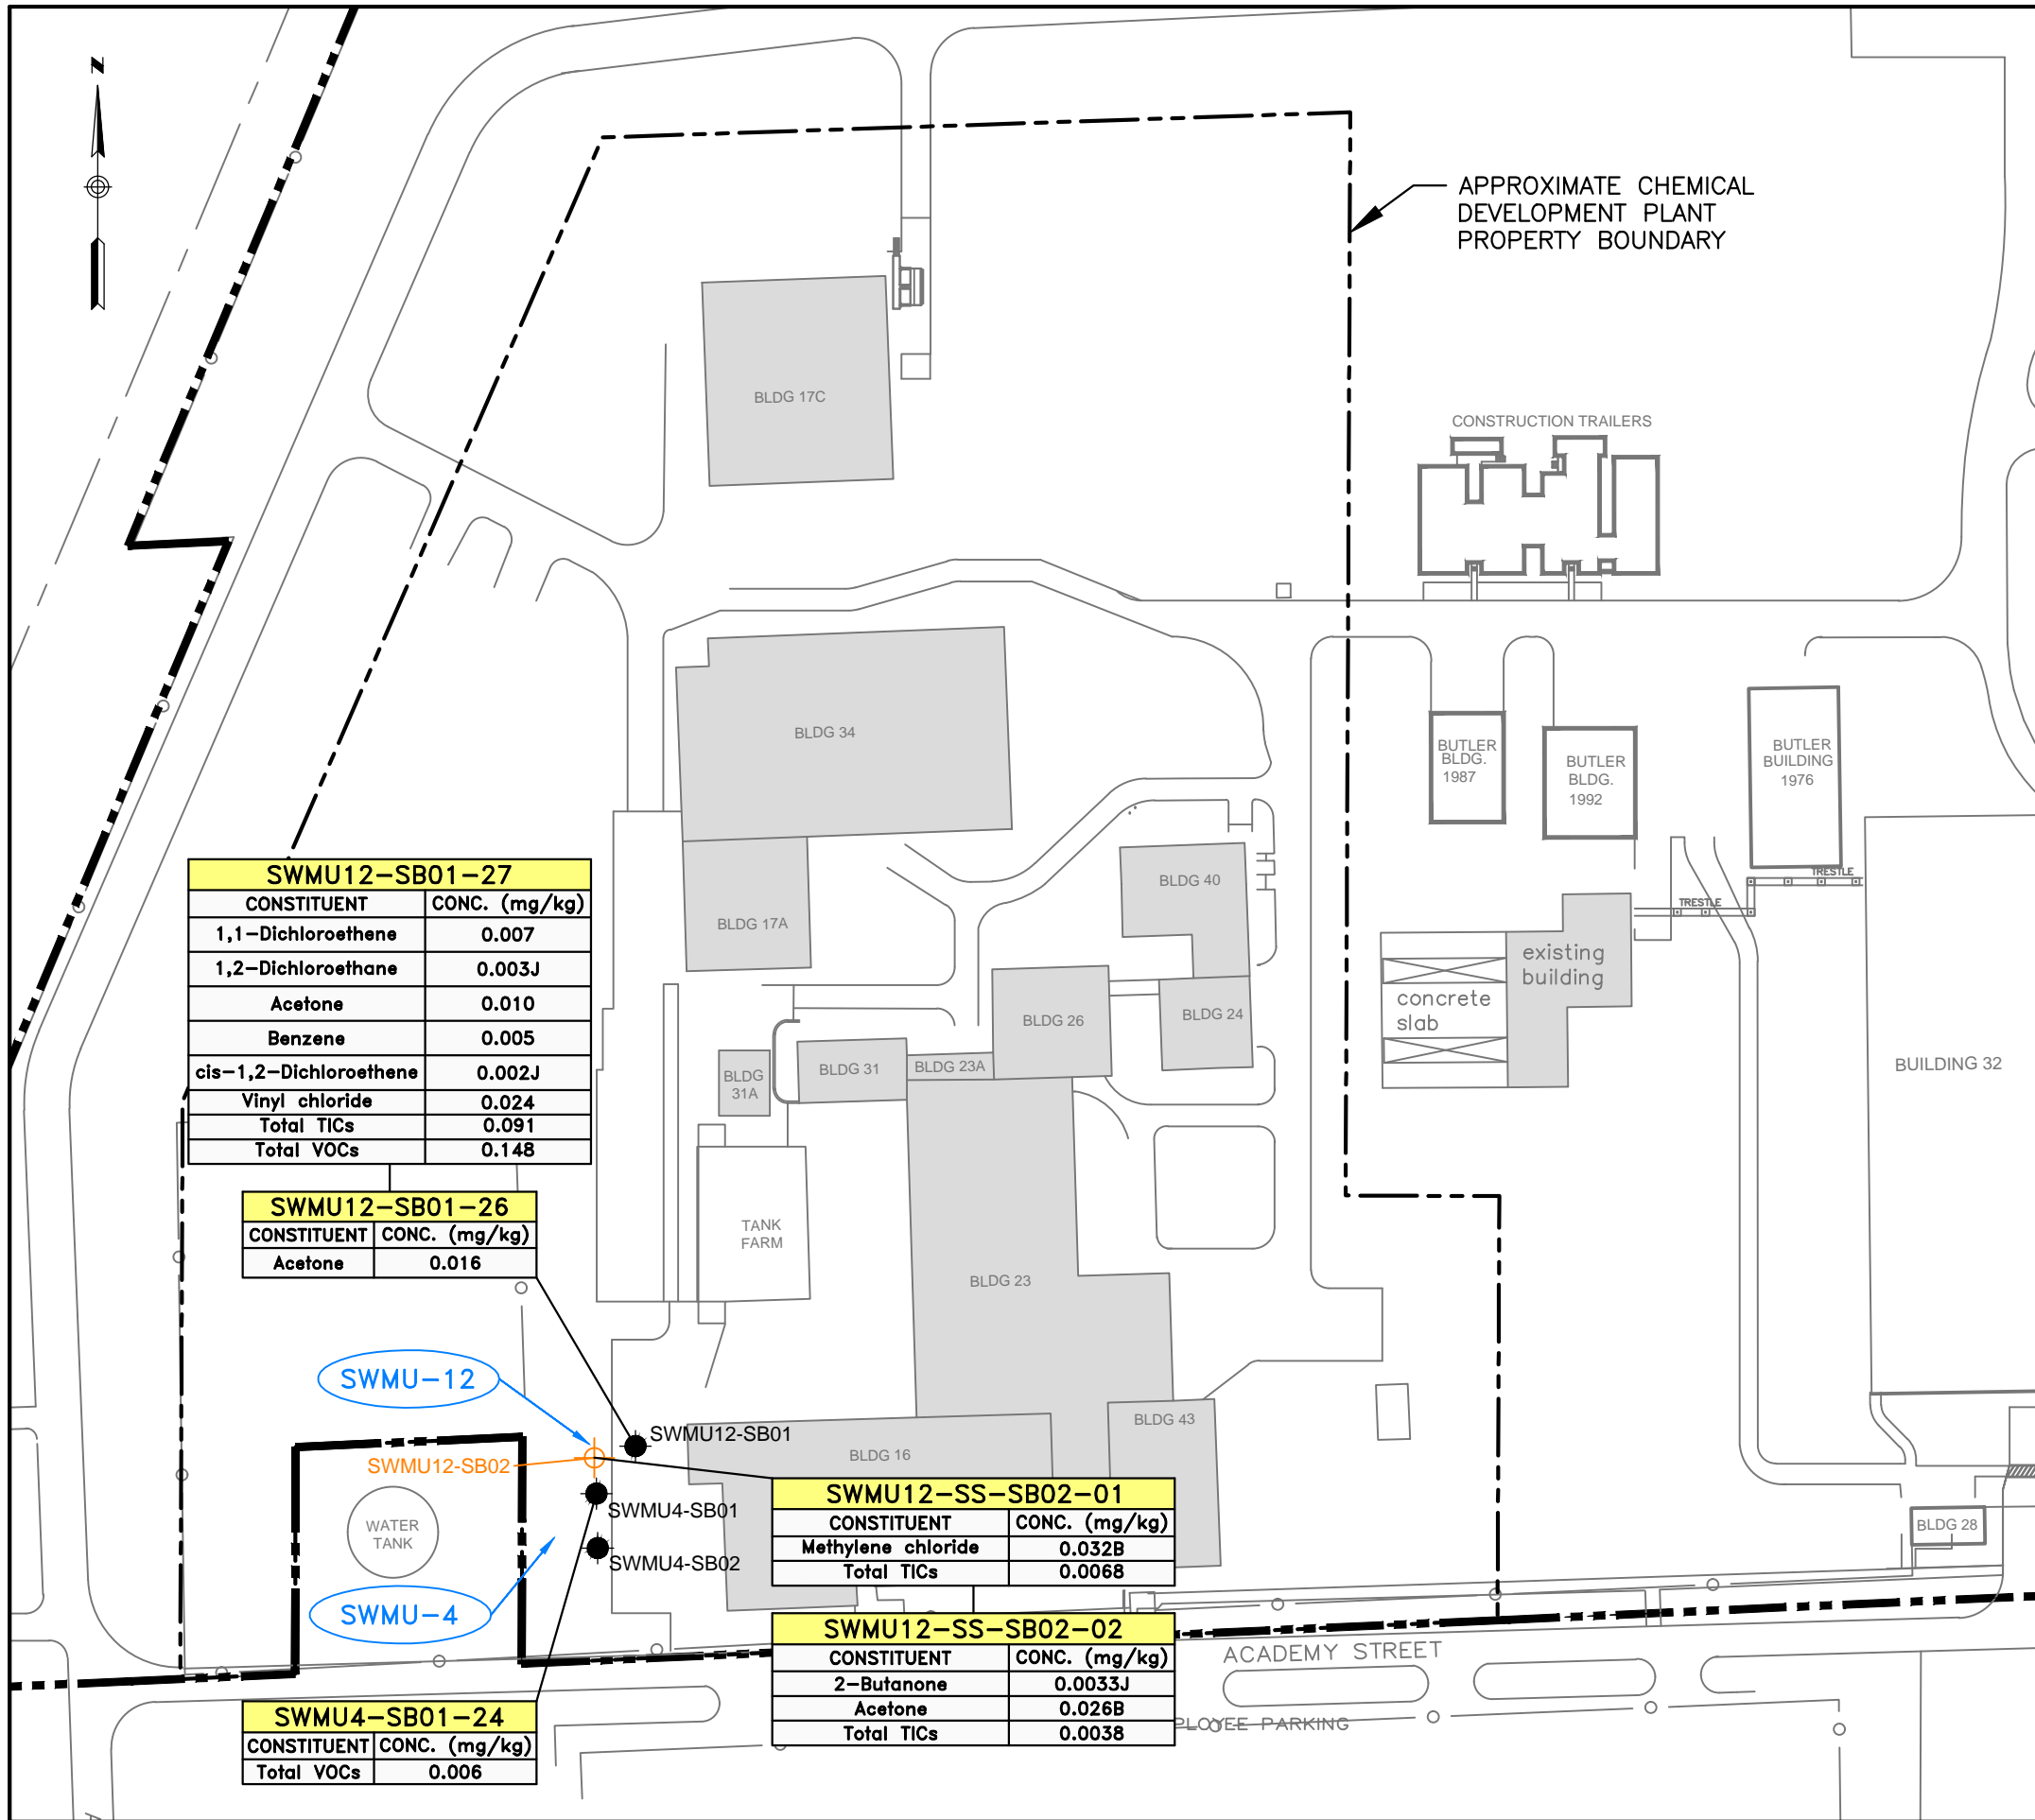 N
APPROXIMATE CHEMICAL
DEVELOPMENT PLANT
PROPERTY BOUNDARY
BLDG 17C
CONSTRUCTION TRAILERS
BLDG 34
BUTLER
BLDG.
1987
BUTLER
BLDG.
1992
BUTLER
BUILDING
1976
TRESTLE
TRESTLE
BLDG 40
BLDG 17A
existing
building
concrete
slab
BLDG 26
BLDG 24
BLDG 31
BLDG 23A
BLDG
31A
BUILDING 32
SWMU12-SB01-27
CONSTITUENT CONC. (mg/kg)
1,1-Dichloroethene 0.007
1,2-Dichloroethane 0.003J
Acetone 0.010
Benzene 0.005
cis-1,2-Dichloroethene 0.002J
Vinyl chloride 0.024
Total TICs 0.091
Total VOCs 0.148
SWMU12-SB01-26
CONSTITUENT CONC. (mg/kg)
Acetone 0.016
TANK
FARM
BLDG 23
SWMU-12
SWMU12-SB01
BLDG 43
BLDG 16
SWMU12-SB02
SWMU4-SB01
WATER
TANK
SWMU4-SB02
SWMU-4
BLDG 28
SWMU12-SS-SB02-01
CONSTITUENT CONC. (mg/kg)
Methylene chloride 0.032B
Total TICs 0.0068
SWMU12-SS-SB02-02
CONSTITUENT CONC. (mg/kg)
2-Butanone 0.0033J
Acetone 0.026B
Total TICs 0.0038
ACADEMY STREET
PLOYEE PARKING
SWMU4-SB01-24
CONSTITUENT CONC. (mg/kg)
Total VOCs 0.006